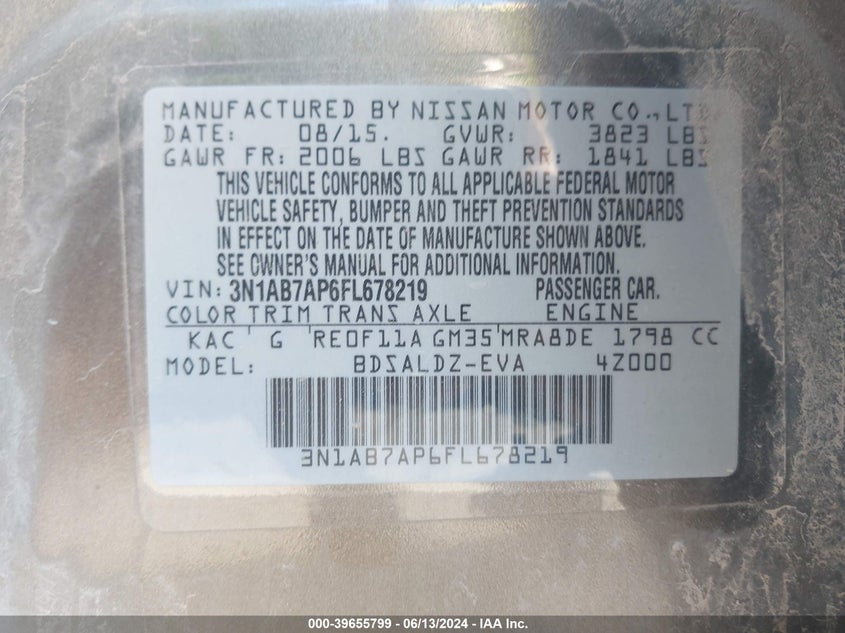 MANUFACTURED BY NISSAN MOTOR CO., LTD
DATE: 08/15. GVWR: 3823 LBS
GAWR FR: 2006 LBS GAWR RR: 1841 LBS
THIS VEHICLE CONFORMS TO ALL APPLICABLE FEDERAL MOTOR
VEHICLE SAFETY, BUMPER AND THEFT PREVENTION STANDARDS
IN EFFECT ON THE DATE OF MANUFACTURE SHOWN ABOVE.
SEE OWNER'S MANUAL FOR ADDITIONAL INFORMATION.
VIN: 3N1AB7AP6FL678219 PASSENGER CAR.
COLOR TRIM TRANS AXLE ENGINE
KAC G RE0F11A GM35 MRA8DE 1798 CC
MODEL: BDSALDZ-EVA 4Z000
3N1AB7AP6FL678219
000-39655799 - 06/13/2024 - IAA Inc.